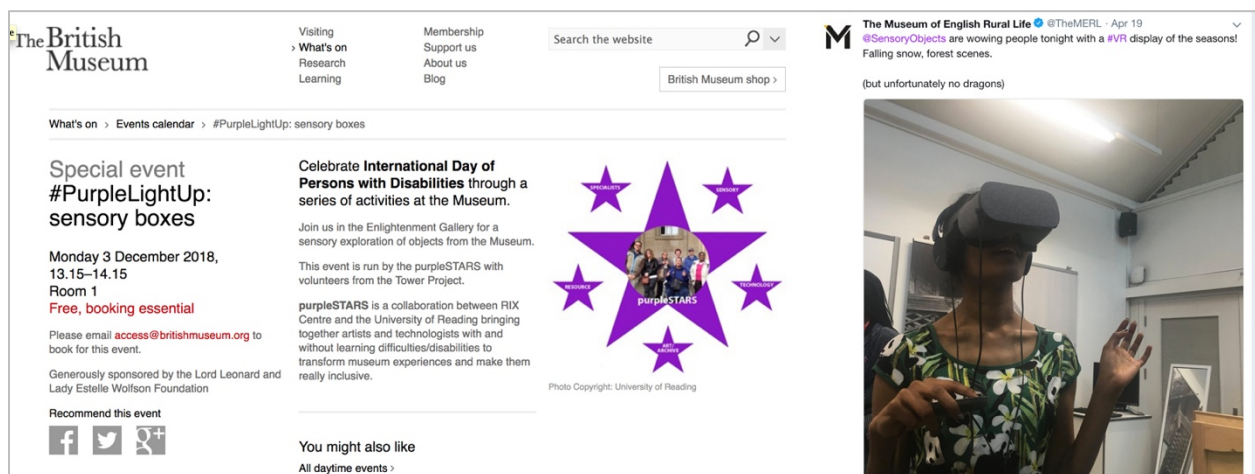 The British
Museum
Visiting
› What's on
Research
Learning
Membership
Support us
About us
Blog
Search the website
British Museum shop ›
What's on › Events calendar › #PurpleLightUp: sensory boxes
Special event
#PurpleLightUp:
sensory boxes
Monday 3 December 2018,
13.15–14.15
Room 1
Free, booking essential
Please email access@britishmuseum.org to
book for this event.
Generously sponsored by the Lord Leonard and
Lady Estelle Wolfson Foundation
Recommend this event
f
g+
Celebrate International Day of
Persons with Disabilities through a
series of activities at the Museum.
Join us in the Enlightenment Gallery for a
sensory exploration of objects from the Museum.
This event is run by the purpleSTARS with
volunteers from the Tower Project.
purpleSTARS is a collaboration between RIX
Centre and the University of Reading bringing
together artists and technologists with and
without learning difficulties/disabilities to
transform museum experiences and make them
really inclusive.
You might also like
All daytime events ›
SPECIALISTS
SENSORY
RESOURCE
purpleSTARS
TECHNOLOGY
ART/
ARCHIVE
Photo Copyright: University of Reading
M
The Museum of English Rural Life @TheMERL · Apr 19
@SensoryObjects are wowing people tonight with a #VR display of the seasons!
Falling snow, forest scenes.
(but unfortunately no dragons)